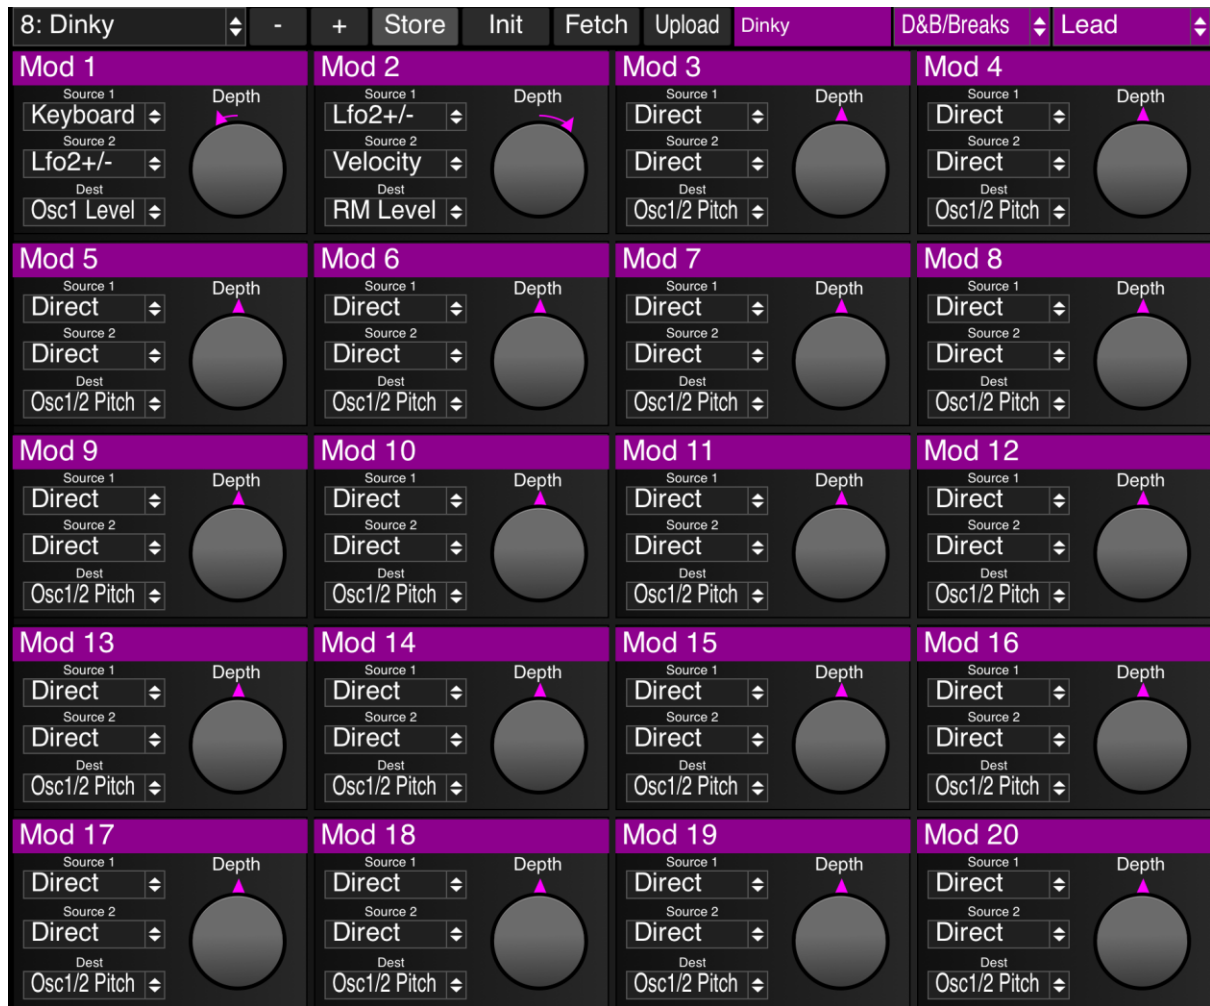 8: Dinky - + Store Init Fetch Upload Dinky D&B/Breaks Lead
Mod 1 Mod 2 Mod 3 Mod 4
Source 1 Depth Source 1 Depth Source 1 Depth Source 1 Depth
Keyboard Lfo2+/- Direct Direct
Source 2 Source 2 Source 2 Source 2
Lfo2+/- Velocity Direct Direct
Dest Dest Dest Dest
Osc1 Level RM Level Osc1/2 Pitch Osc1/2 Pitch
Mod 5 Mod 6 Mod 7 Mod 8
Source 1 Depth Source 1 Depth Source 1 Depth Source 1 Depth
Direct Direct Direct Direct
Source 2 Source 2 Source 2 Source 2
Direct Direct Direct Direct
Dest Dest Dest Dest
Osc1/2 Pitch Osc1/2 Pitch Osc1/2 Pitch Osc1/2 Pitch
Mod 9 Mod 10 Mod 11 Mod 12
Source 1 Depth Source 1 Depth Source 1 Depth Source 1 Depth
Direct Direct Direct Direct
Source 2 Source 2 Source 2 Source 2
Direct Direct Direct Direct
Dest Dest Dest Dest
Osc1/2 Pitch Osc1/2 Pitch Osc1/2 Pitch Osc1/2 Pitch
Mod 13 Mod 14 Mod 15 Mod 16
Source 1 Depth Source 1 Depth Source 1 Depth Source 1 Depth
Direct Direct Direct Direct
Source 2 Source 2 Source 2 Source 2
Direct Direct Direct Direct
Dest Dest Dest Dest
Osc1/2 Pitch Osc1/2 Pitch Osc1/2 Pitch Osc1/2 Pitch
Mod 17 Mod 18 Mod 19 Mod 20
Source 1 Depth Source 1 Depth Source 1 Depth Source 1 Depth
Direct Direct Direct Direct
Source 2 Source 2 Source 2 Source 2
Direct Direct Direct Direct
Dest Dest Dest Dest
Osc1/2 Pitch Osc1/2 Pitch Osc1/2 Pitch Osc1/2 Pitch